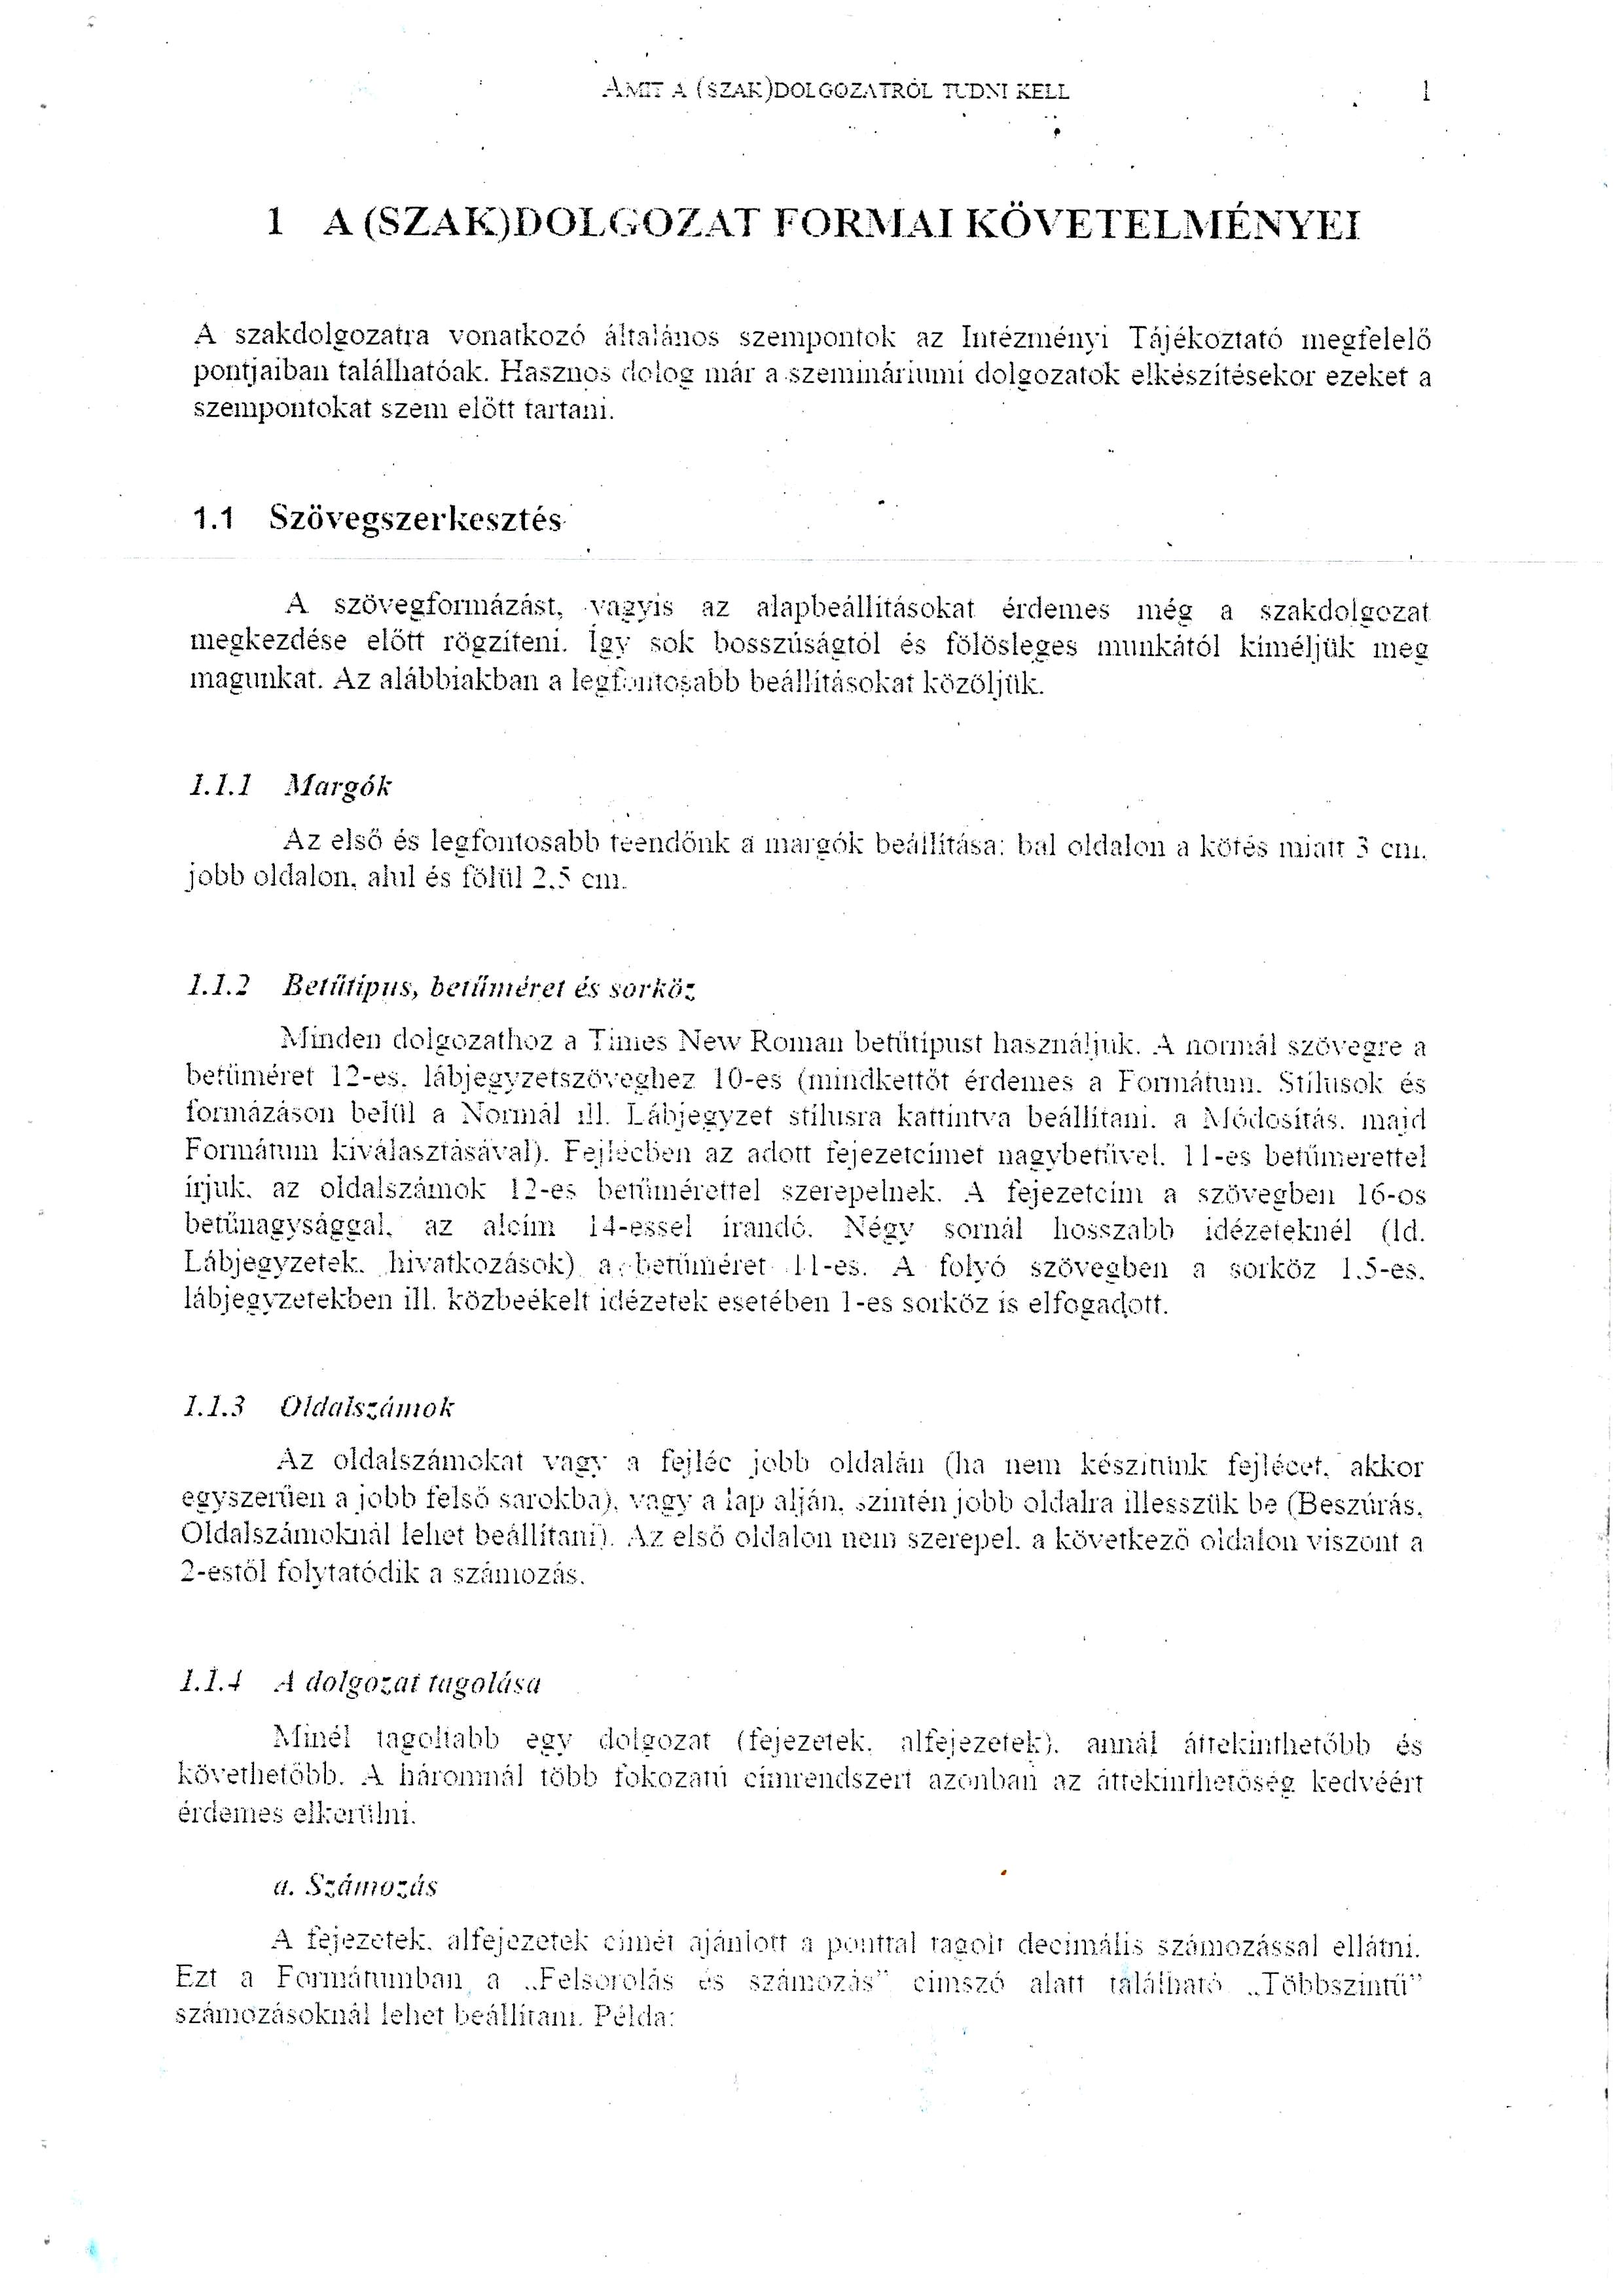 AMIT A (SZAK)DOLGOZATRÓL TUDNI KELL 1
1 A (SZAK)DOLGOZAT FORMAI KÖVETELMÉNYEI
A szakdolgozatra vonatkozó általános szempontok az Intézményi Tájékoztató megfelelő
pontjaiban találhatóak. Hasznos dolog már a szemináriumi dolgozatok elkészítésekor ezeket a
szempontokat szem előtt tartani.
1.1 Szövegszerkesztés
A szövegformázást, vagyis az alapbeállításokat érdemes még a szakdolgozat
megkezdése előtt rögzíteni. Így sok bosszúságtól és fölösleges munkától kíméljük meg
magunkat. Az alábbiakban a legfontosabb beállításokat közöljük.
1.1.1 Margók
Az első és legfontosabb teendőnk a margók beállítása: bal oldalon a kötés miatt 3 cm,
jobb oldalon, alul és fölül 2,5 cm.
1.1.2 Betűtípus, betűméret és sorköz
Minden dolgozathoz a Times New Roman betűtípust használjuk. A normál szövegre a
betűméret 12-es, lábjegyzetszöveghez 10-es (mindkettőt érdemes a Formátum, Stílusok és
formázáson belül a Normál ill. Lábjegyzet stílusra kattintva beállítani, a Módosítás, majd
Formátum kiválasztásával). Fejlécben az adott fejezetcímet nagybetűvel, 11-es betűmérettel
írjuk, az oldalszámok 12-es betűmérettel szerepelnek. A fejezetcím a szövegben 16-os
betűnagysággal, az alcím 14-essel írandó. Négy sornál hosszabb idézeteknél (ld.
Lábjegyzetek, hivatkozások) a betűméret 11-es. A folyó szövegben a sorköz 1,5-es,
lábjegyzetekben ill. közbeékelt idézetek esetében 1-es sorköz is elfogadott.
1.1.3 Oldalszámok
Az oldalszámokat vagy a fejléc jobb oldalán (ha nem készítünk fejlécet, akkor
egyszerűen a jobb felső sarokba), vagy a lap alján, szintén jobb oldalra illesszük be (Beszúrás,
Oldalszámoknál lehet beállítani). Az első oldalon nem szerepel, a következő oldalon viszont a
2-estől folytatódik a számozás.
1.1.4 A dolgozat tagolása
Minél tagoltabb egy dolgozat (fejezetek, alfejezetek), annál áttekinthetőbb és
követhetőbb. A háromnál több fokozatú címrendszert azonban az áttekinthetőség kedvéért
érdemes elkerülni.
a. Számozás
A fejezetek, alfejezetek címét ajánlott a ponttal tagolt decimális számozással ellátni.
Ezt a Formátumban a „Felsorolás és számozás” címszó alatt található „Többszintű”
számozásoknál lehet beállítani. Példa: